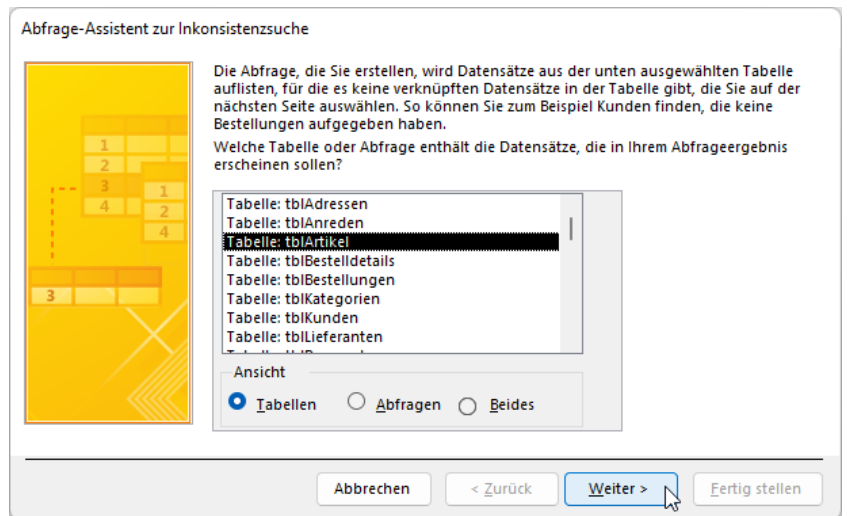 Abfrage-Assistent zur Inkonsistenzsuche
Die Abfrage, die Sie erstellen, wird Datensätze aus der unten ausgewählten Tabelle
auflisten, für die es keine verknüpften Datensätze in der Tabelle gibt, die Sie auf der
nächsten Seite auswählen. So können Sie zum Beispiel Kunden finden, die keine
Bestellungen aufgegeben haben.
Welche Tabelle oder Abfrage enthält die Datensätze, die in Ihrem Abfrageergebnis
erscheinen sollen?
1
2
3
4
1
2
4
3
Tabelle: tblAdressen
Tabelle: tblAnreden
Tabelle: tblArtikel
Tabelle: tblBestelldetails
Tabelle: tblBestellungen
Tabelle: tblKategorien
Tabelle: tblKunden
Tabelle: tblLieferanten
Ansicht
Tabellen Abfragen Beides
Abbrechen < Zurück Weiter > Fertig stellen